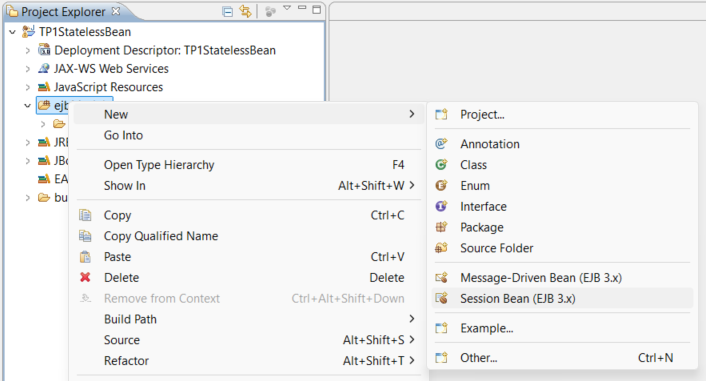 Project Explorer
TP1StatelessBean
Deployment Descriptor: TP1StatelessBean
JAX-WS Web Services
JavaScript Resources
ejb
New
Project...
Go Into
Annotation
Open Type Hierarchy F4
Class
Show In Alt+Shift+W
Enum
Interface
Copy Ctrl+C
Package
Copy Qualified Name
Source Folder
Paste Ctrl+V
Delete Delete
Message-Driven Bean (EJB 3.x)
Remove from Context Ctrl+Alt+Shift+Down
Session Bean (EJB 3.x)
Build Path
Example...
Source Alt+Shift+S
Refactor Alt+Shift+T
Other... Ctrl+N
JRE
JBo
EA
bu